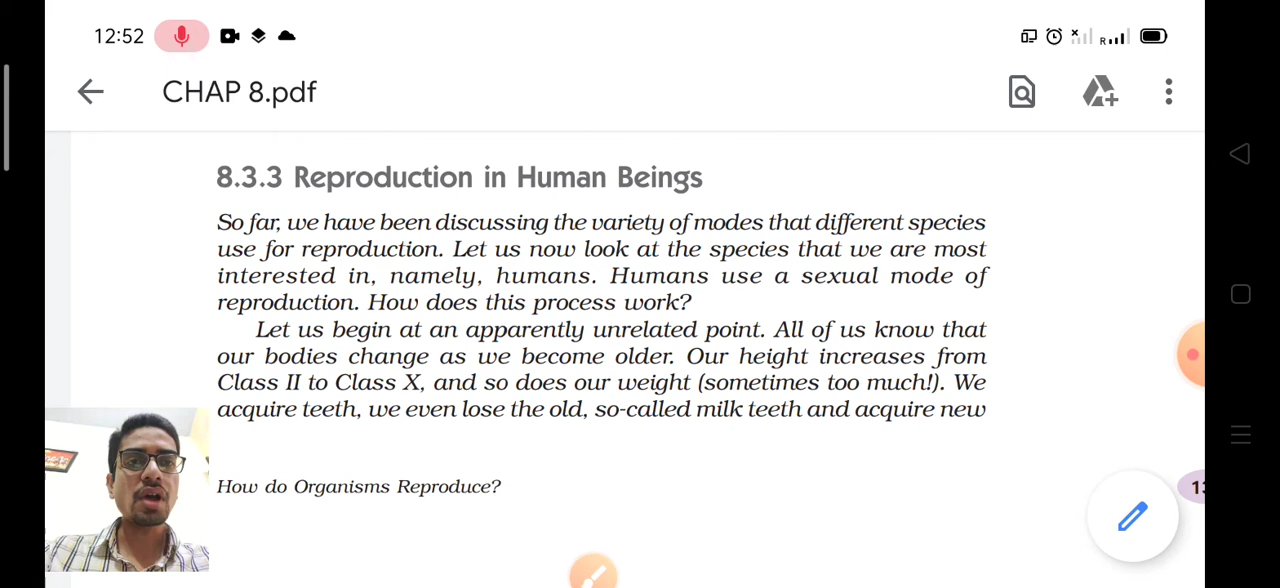 12:52
R
CHAP 8.pdf
8.3.3 Reproduction in Human Beings
So far, we have been discussing the variety of modes that different species
use for reproduction. Let us now look at the species that we are most
interested in, namely, humans. Humans use a sexual mode of
reproduction. How does this process work?
Let us begin at an apparently unrelated point. All of us know that
our bodies change as we become older. Our height increases from
Class II to Class X, and so does our weight (sometimes too much!). We
acquire teeth, we even lose the old, so-called milk teeth and acquire new
How do Organisms Reproduce?